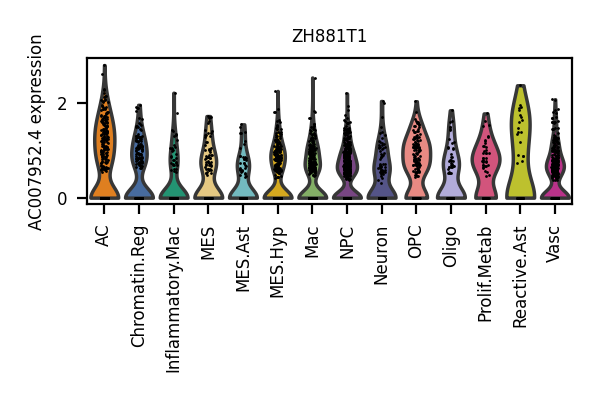 ZH881T1
AC007952.4 expression
2
0
AC
Chromatin.Reg
Inflammatory.Mac
MES
MES.Ast
MES.Hyp
Mac
NPC
Neuron
OPC
Oligo
Prolif.Metab
Reactive.Ast
Vasc